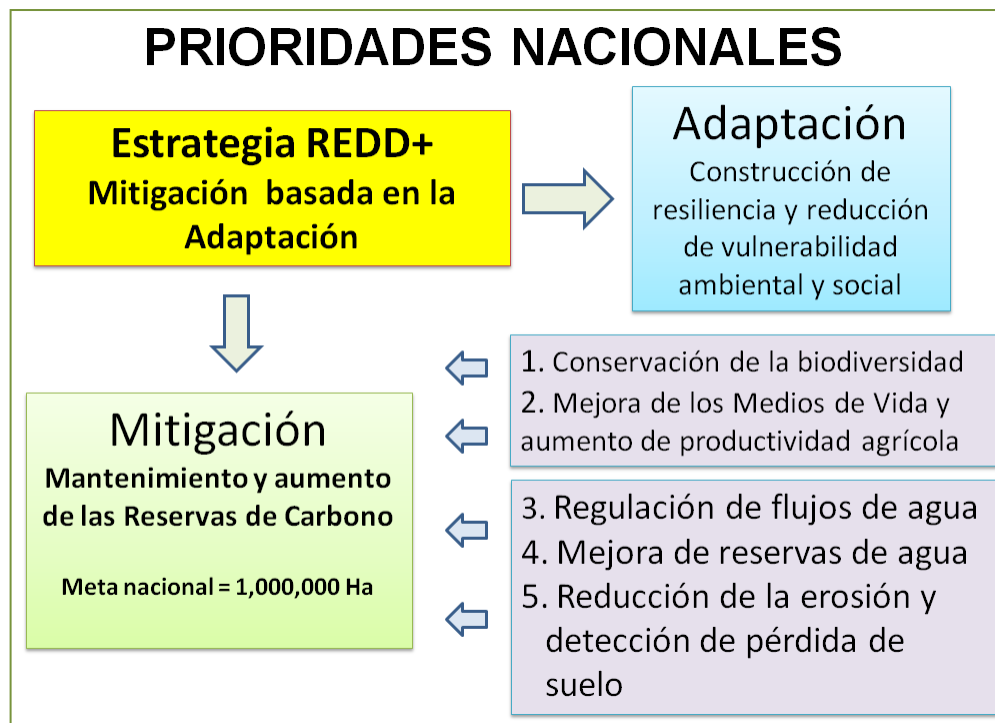 PRIORIDADES NACIONALES
Estrategia REDD+
Mitigación basada en la
Adaptación
Adaptación
Construcción de
resiliencia y reducción
de vulnerabilidad
ambiental y social
Mitigación
Mantenimiento y aumento
de las Reservas de Carbono
Meta nacional = 1,000,000 Ha
1. Conservación de la biodiversidad
2. Mejora de los Medios de Vida y
aumento de productividad agrícola
3. Regulación de flujos de agua
4. Mejora de reservas de agua
5. Reducción de la erosión y
detección de pérdida de
suelo